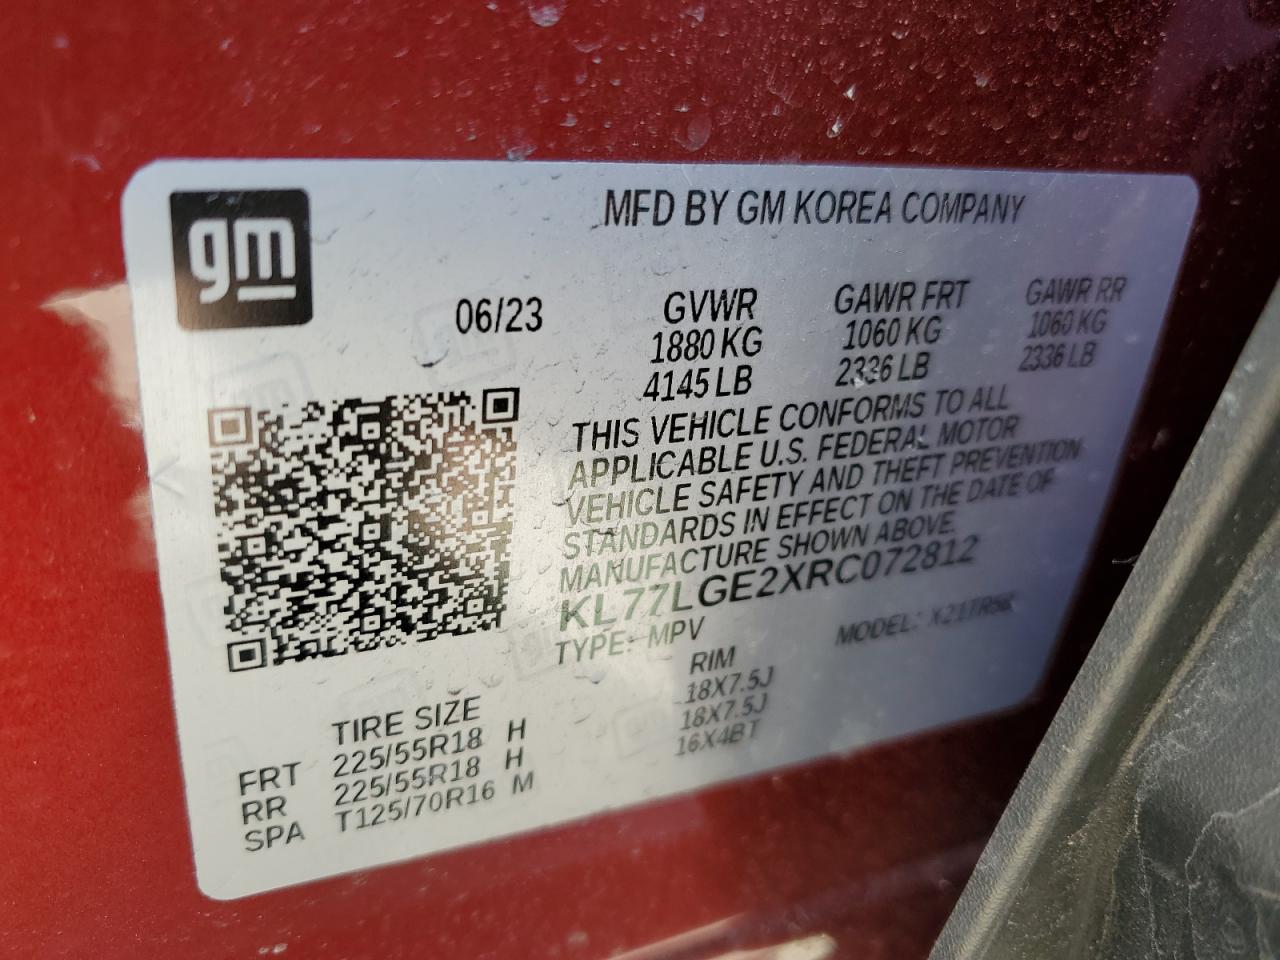 gm
MFD BY GM KOREA COMPANY
06/23
GVWR GAWR FRT GAWR RR
1880 KG 1060 KG 1060 KG
4145 LB 2336 LB 2336 LB
THIS VEHICLE CONFORMS TO ALL
APPLICABLE U.S. FEDERAL MOTOR
VEHICLE SAFETY AND THEFT PREVENTION
STANDARDS IN EFFECT ON THE DATE OF
MANUFACTURE SHOWN ABOVE.
KL77LGE2XRC072812
TYPE: MPV MODEL:
TIRE SIZE RIM
FRT 225/55R18 H 18X7.5J
RR 225/55R18 H 18X7.5J
SPA T125/70R16 M 16X4BT